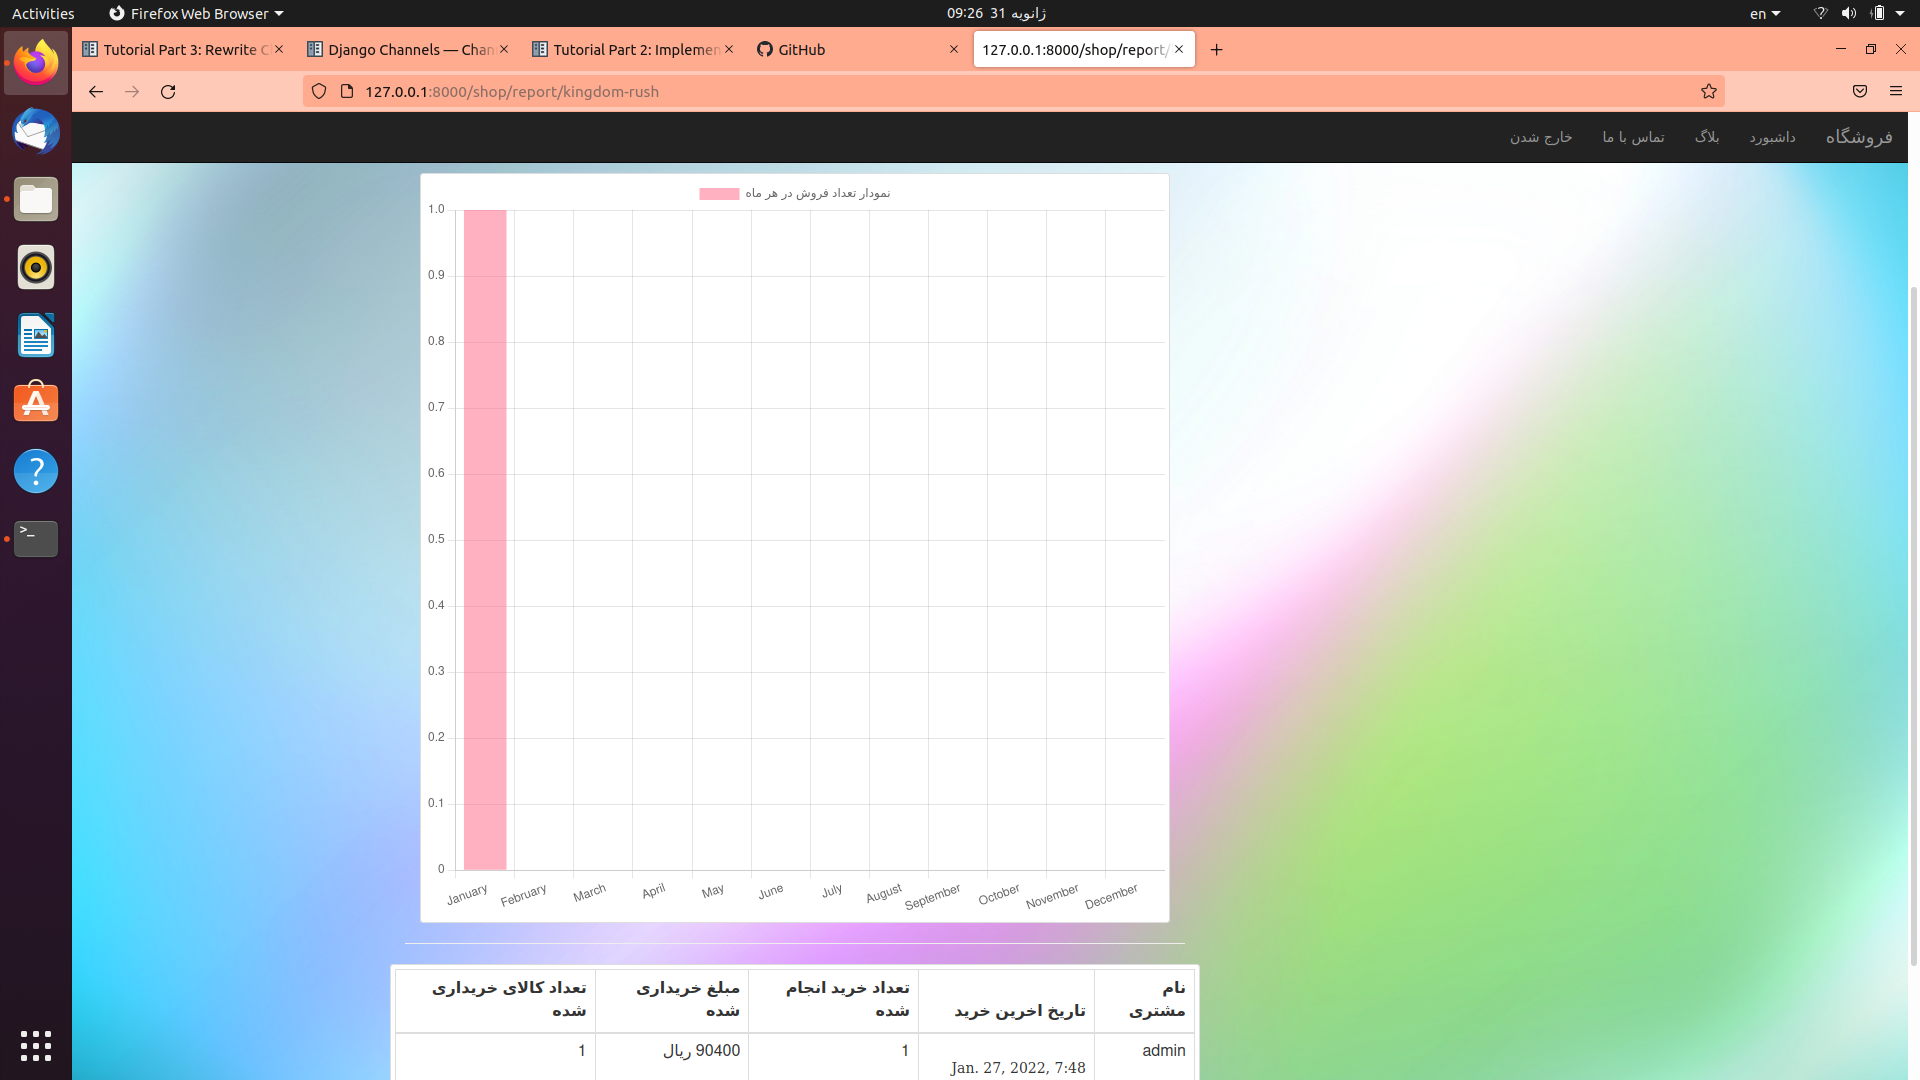 Activities
Firefox Web Browser
ژانویه 31 09:26
en
Tutorial Part 3: Rewrite C
Django Channels — Chan
Tutorial Part 2: Implemen
GitHub
127.0.0.1:8000/shop/report/
127.0.0.1:8000/shop/report/kingdom-rush
فروشگاه
داشبورد
بلاگ
تماس با ما
خارج شدن
نمودار تعداد فروش در هر ماه
1.0
0.9
0.8
0.7
0.6
0.5
0.4
0.3
0.2
0.1
0
January
February
March
April
May
June
July
August
September
October
November
December
نام مشتری
تاریخ اخرین خرید
تعداد خرید انجام شده
مبلغ خریداری شده
تعداد کالای خریداری شده
admin
Jan. 27, 2022, 7:48
1
90400 ریال
1